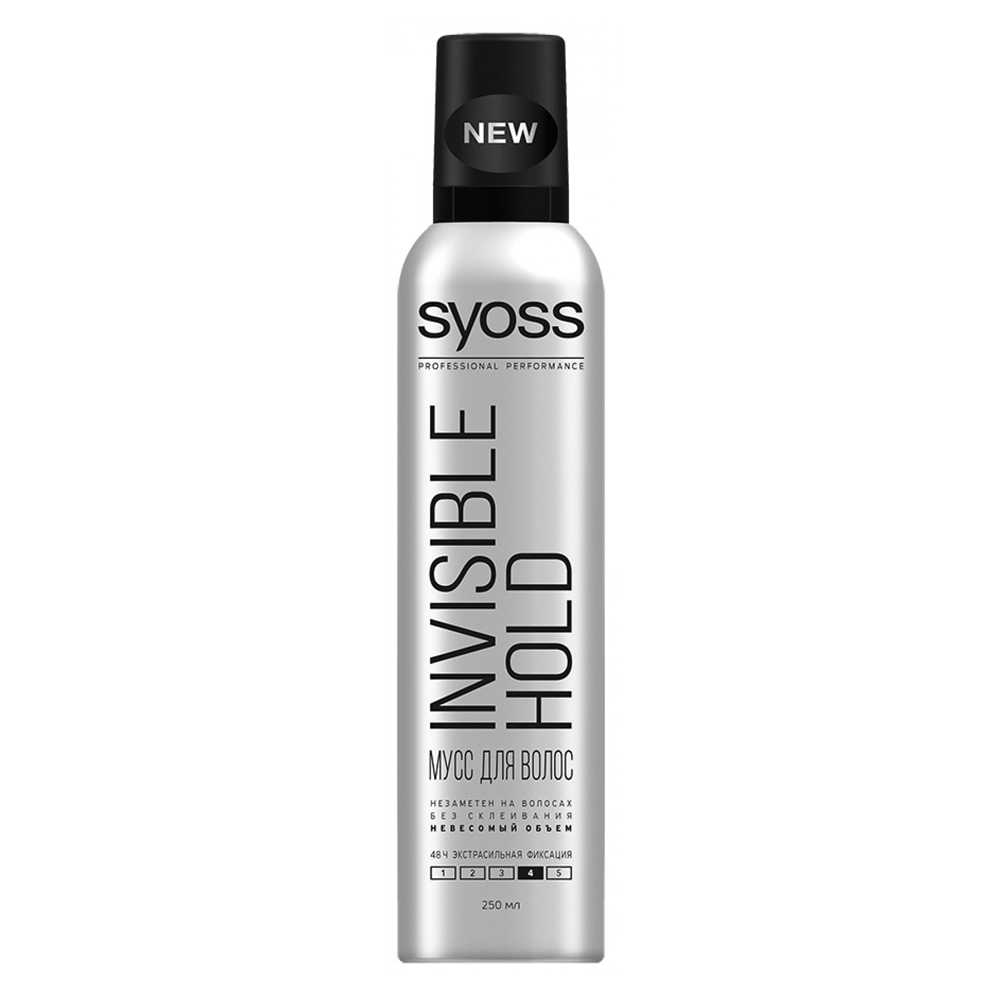 NEW
syoss
PROFESSIONAL PERFORMANCE
INVISIBLE
HOLD
МУСС ДЛЯ ВОЛОС
НЕЗАМЕТЕН НА ВОЛОСАХ
БЕЗ СКЛЕИВАНИЯ
НЕВЕСОМЫЙ ОБЪЕМ
48Ч ЭКСТРАСИЛЬНАЯ ФИКСАЦИЯ
1 2 3 4 5
250 мл